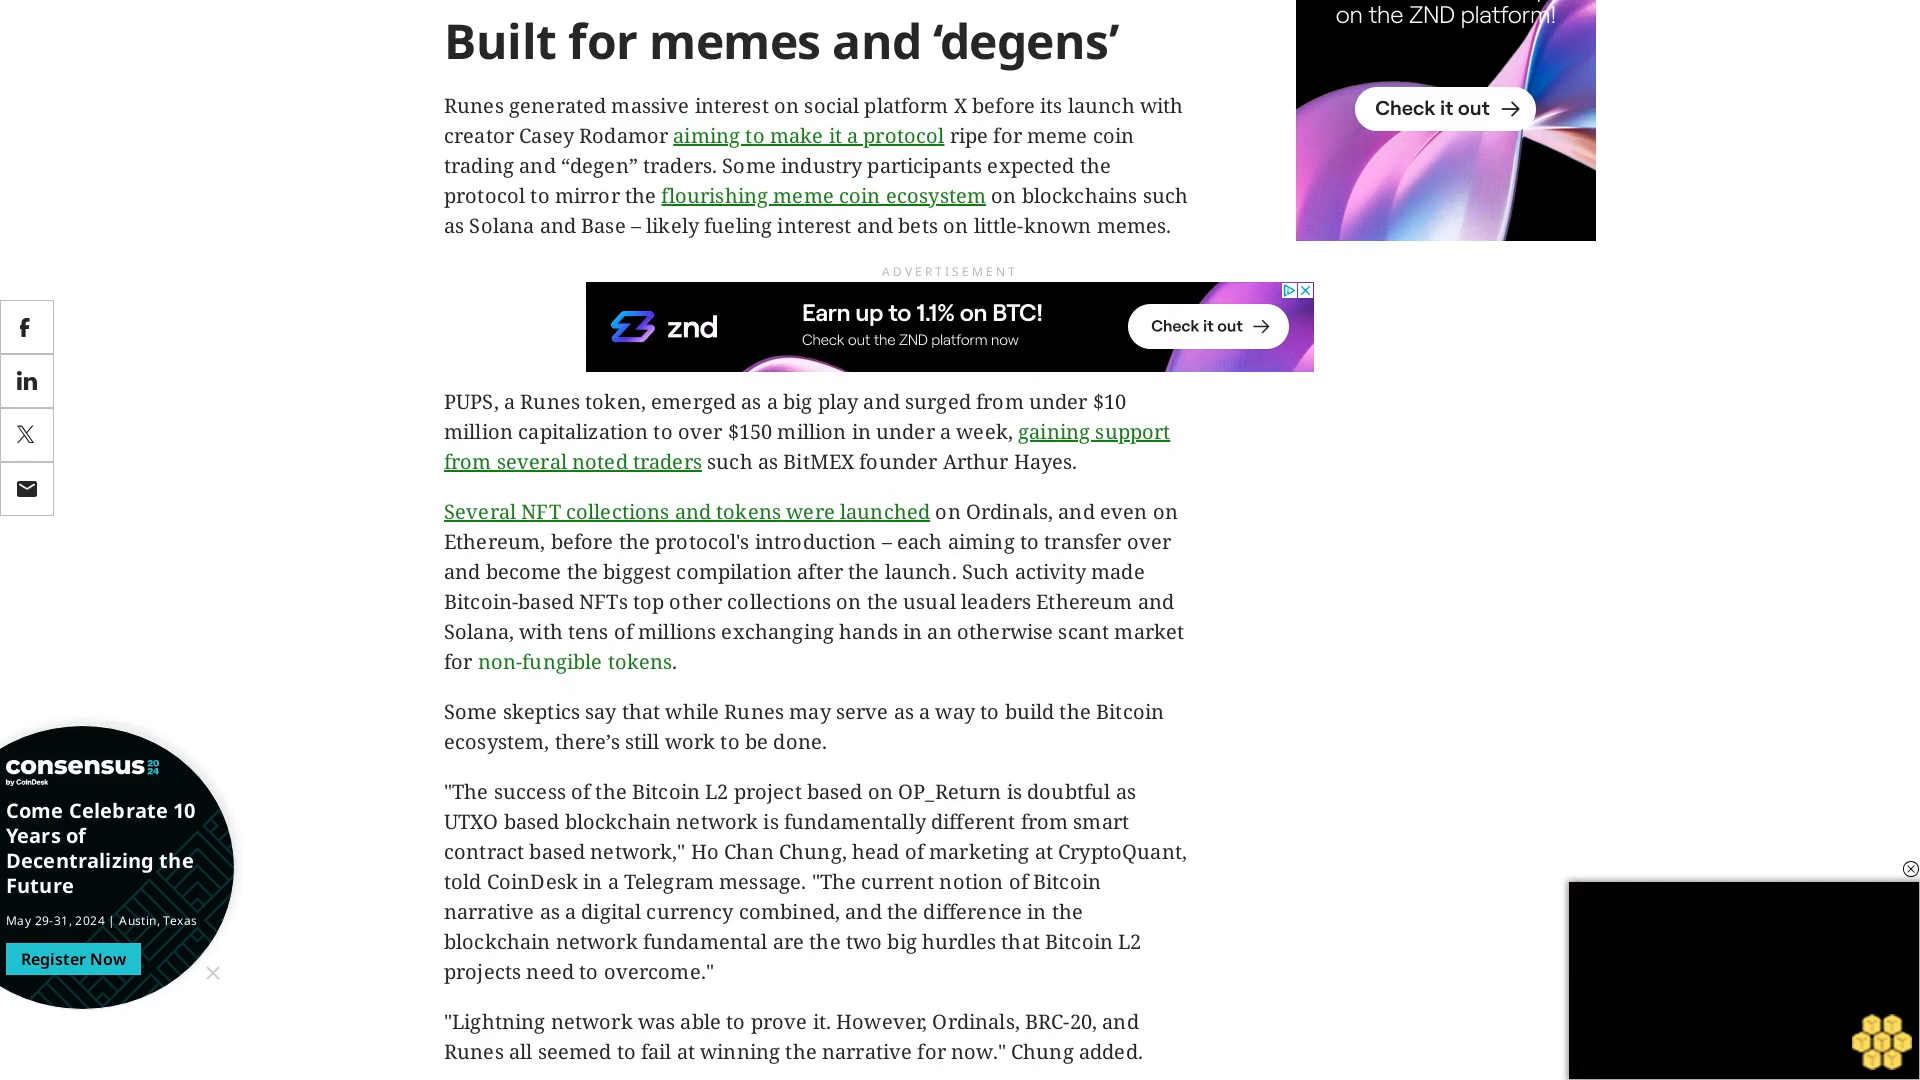 Built for memes and ‘degens’
Runes generated massive interest on social platform X before its launch with
creator Casey Rodamor aiming to make it a protocol ripe for meme coin
trading and “degen” traders. Some industry participants expected the
protocol to mirror the flourishing meme coin ecosystem on blockchains such
as Solana and Base – likely fueling interest and bets on little-known memes.
on the ZND platform!
Check it out
ADVERTISEMENT
znd
Earn up to 1.1% on BTC!
Check out the ZND platform now
Check it out
PUPS, a Runes token, emerged as a big play and surged from under $10
million capitalization to over $150 million in under a week, gaining support
from several noted traders such as BitMEX founder Arthur Hayes.
Several NFT collections and tokens were launched on Ordinals, and even on
Ethereum, before the protocol's introduction – each aiming to transfer over
and become the biggest compilation after the launch. Such activity made
Bitcoin-based NFTs top other collections on the usual leaders Ethereum and
Solana, with tens of millions exchanging hands in an otherwise scant market
for non-fungible tokens.
Some skeptics say that while Runes may serve as a way to build the Bitcoin
ecosystem, there’s still work to be done.
"The success of the Bitcoin L2 project based on OP_Return is doubtful as
UTXO based blockchain network is fundamentally different from smart
contract based network," Ho Chan Chung, head of marketing at CryptoQuant,
told CoinDesk in a Telegram message. "The current notion of Bitcoin
narrative as a digital currency combined, and the difference in the
blockchain network fundamental are the two big hurdles that Bitcoin L2
projects need to overcome."
"Lightning network was able to prove it. However, Ordinals, BRC-20, and
Runes all seemed to fail at winning the narrative for now." Chung added.
f
in
X
consensus 2024
by CoinDesk
Come Celebrate 10
Years of
Decentralizing the
Future
May 29-31, 2024 | Austin, Texas
Register Now